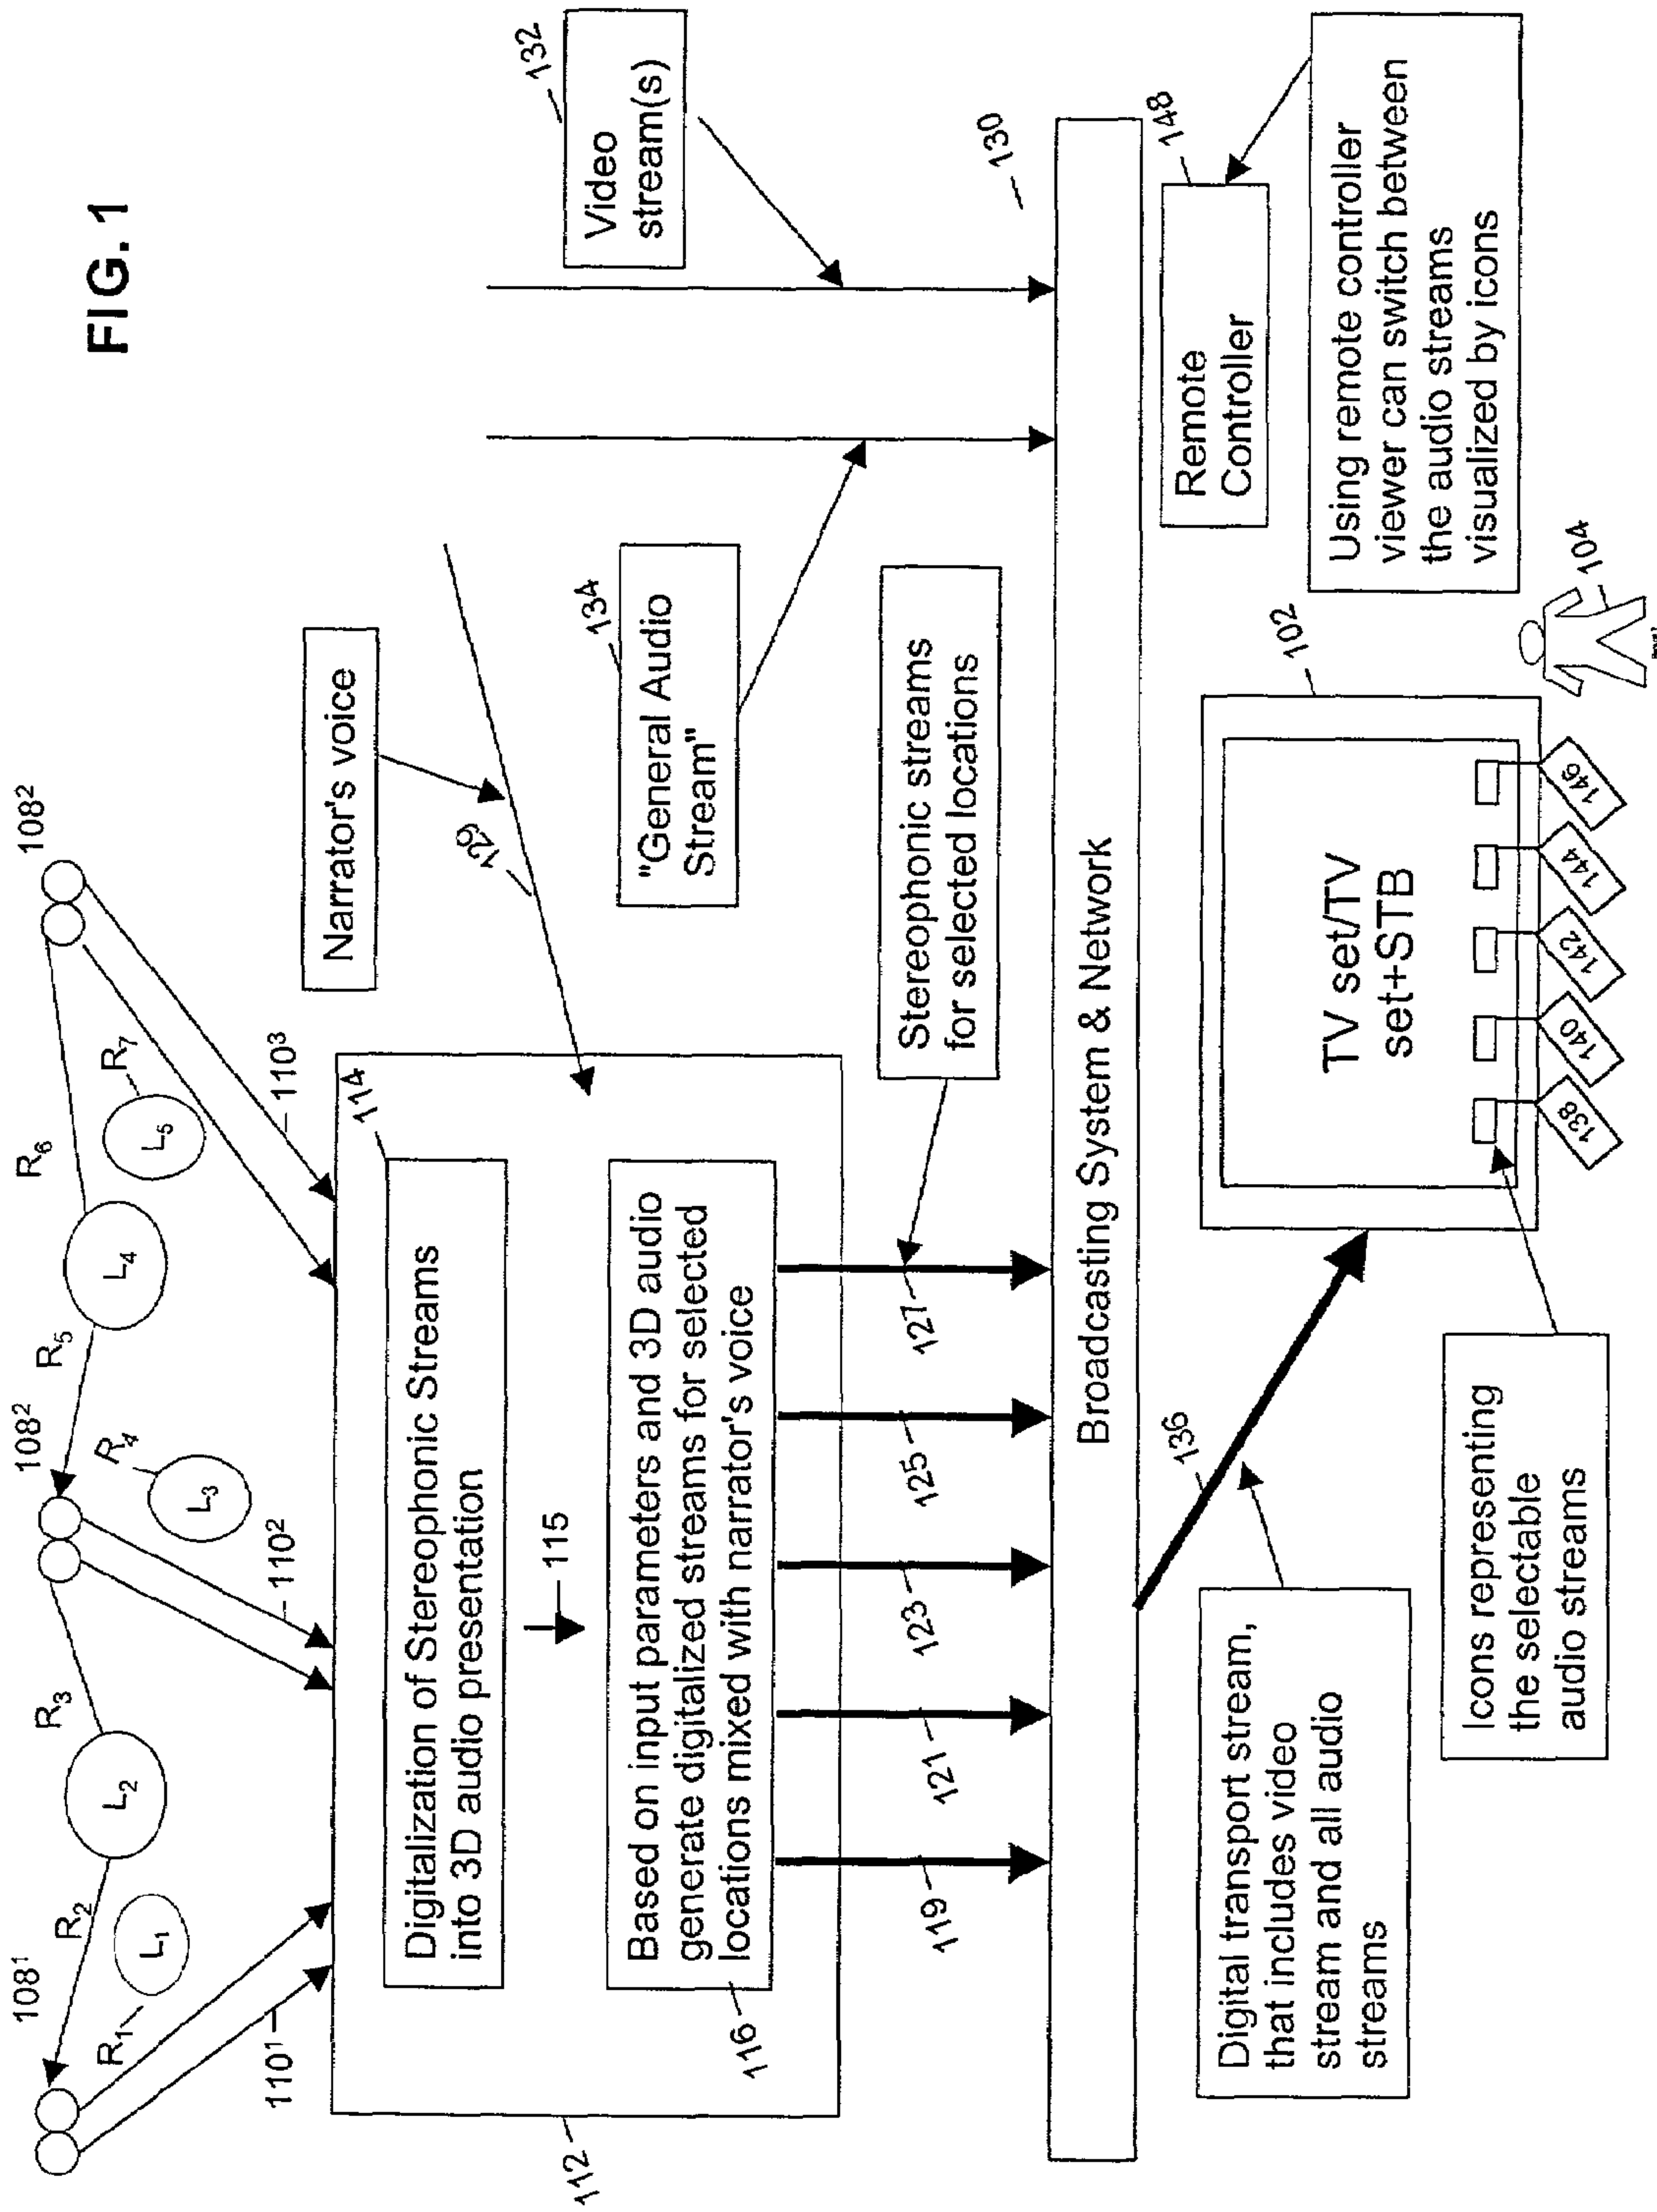 FIG. 1
108¹
R₂
R₁
L₁
L₂
R₃
108²
R₄
L₃
R₅
L₄
R₆
L₅
R₇
108²
110¹
110²
110³
112
114
Digitalization of Stereophonic Streams
into 3D audio presentation
115
116
Based on input parameters and 3D audio
generate digitalized streams for selected
locations mixed with narrator's voice
Narrator's voice
129
"General Audio
Stream"
134
Video
stream(s)
132
119
121
123
125
127
Stereophonic streams
for selected locations
130
Broadcasting System & Network
136
Digital transport stream,
that includes video
stream and all audio
streams
Icons representing
the selectable
audio streams
TV set/TV
set+STB
102
138
140
142
144
146
104
Remote
Controller
148
Using remote controller
viewer can switch between
the audio streams
visualized by icons